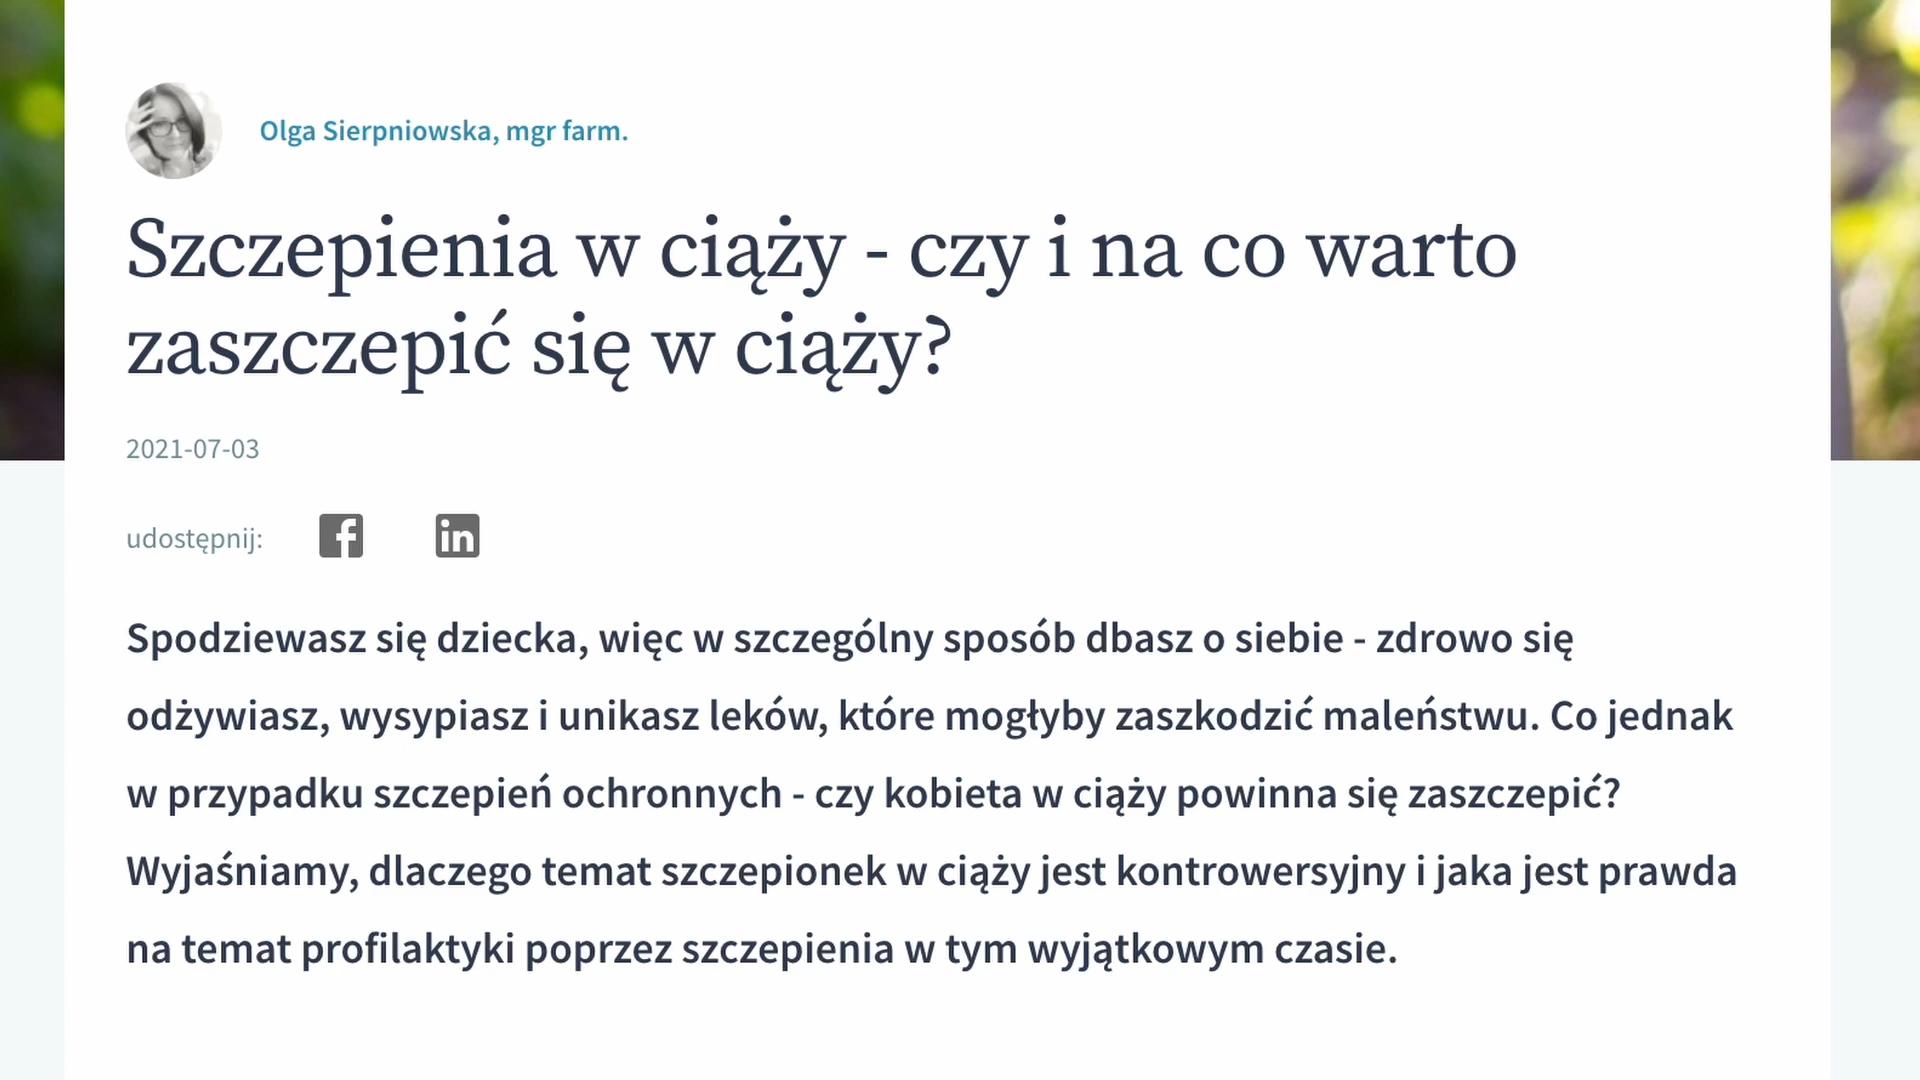 Olga Sierpniowska, mgr farm.
Szczepienia w ciąży - czy i na co warto
zaszczepić się w ciąży?
2021-07-03
udostępnij:
Spodziewasz się dziecka, więc w szczególny sposób dbasz o siebie - zdrowo się
odżywiasz, wysypiasz i unikasz leków, które mogłyby zaszkodzić maleństwu. Co jednak
w przypadku szczepień ochronnych - czy kobieta w ciąży powinna się zaszczepić?
Wyjaśniamy, dlaczego temat szczepionek w ciąży jest kontrowersyjny i jaka jest prawda
na temat profilaktyki poprzez szczepienia w tym wyjątkowym czasie.